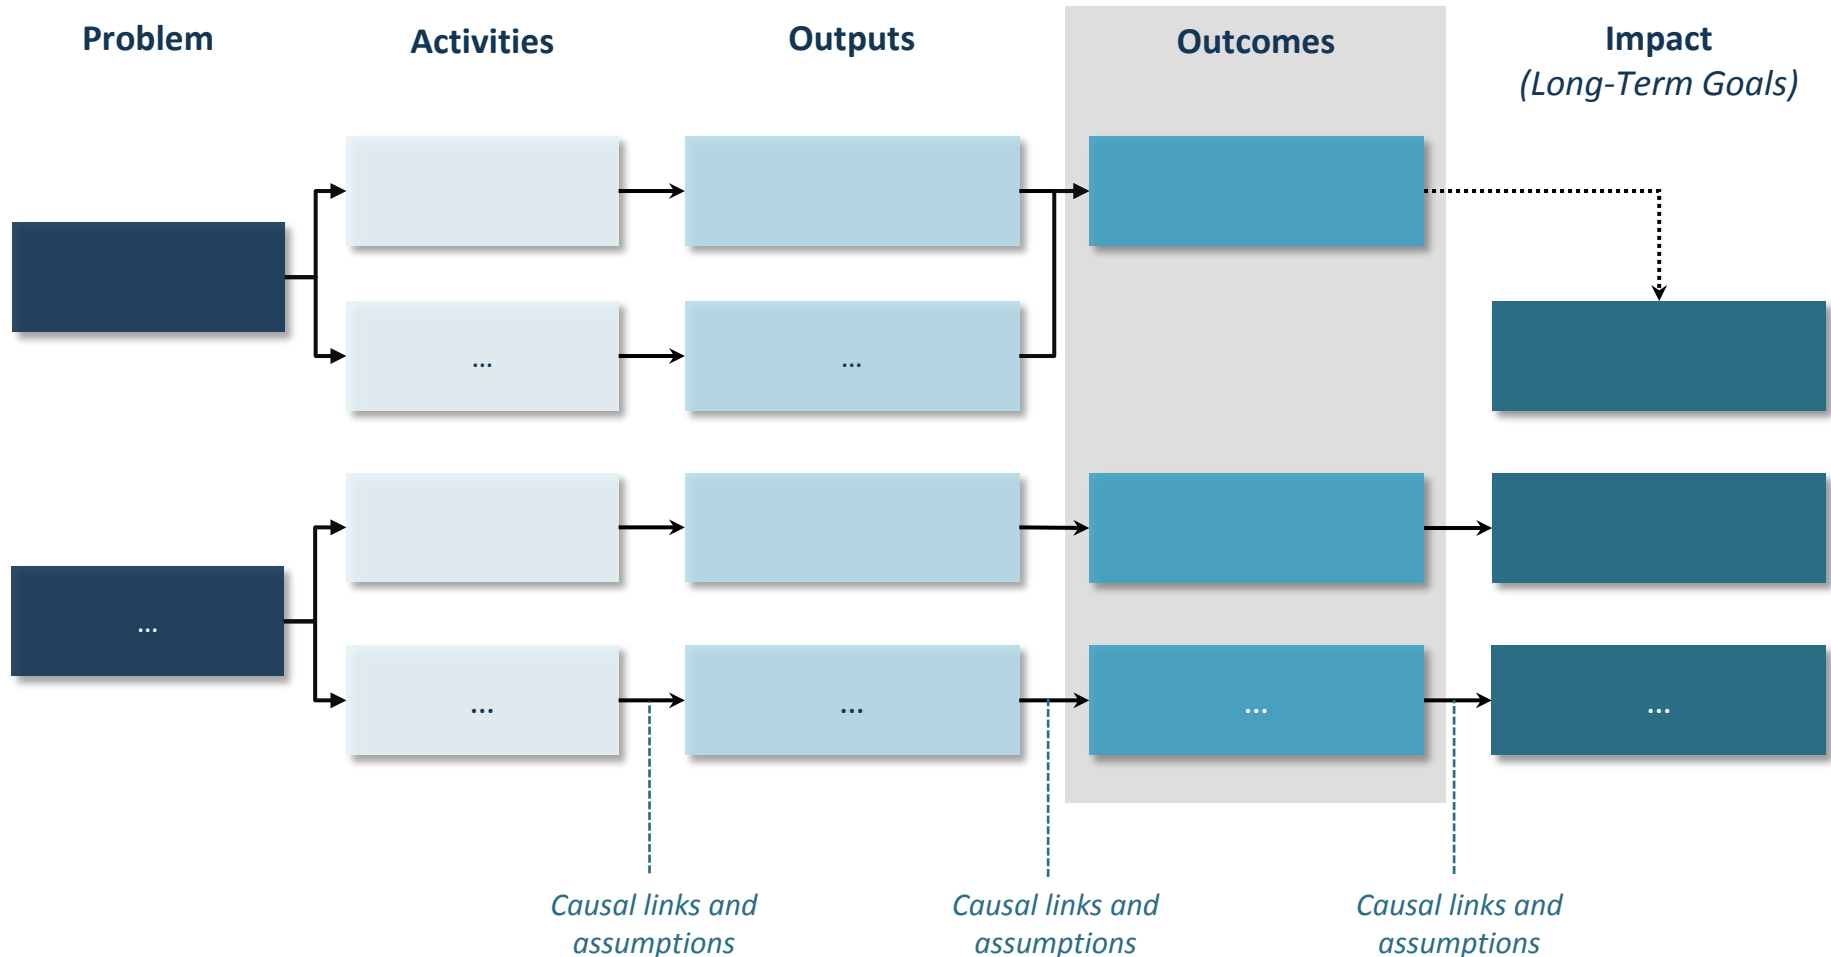 Problem
Activities
Outputs
Outcomes
Impact
(Long-Term Goals)
...
...
...
...
...
...
...
Causal links and
assumptions
Causal links and
assumptions
Causal links and
assumptions